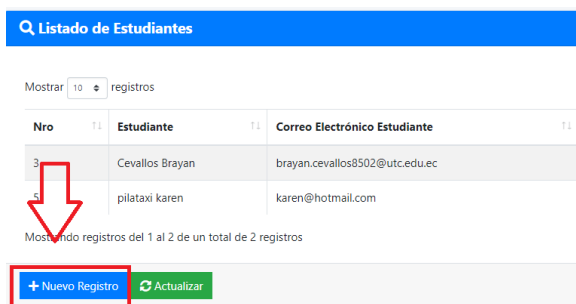 Listado de Estudiantes
Mostrar 10 registros
Nro Estudiante Correo Electrónico Estudiante
3 Cevallos Brayan brayan.cevallos8502@utc.edu.ec
5 pilataxi karen karen@hotmail.com
Mostrando registros del 1 al 2 de un total de 2 registros
+ Nuevo Registro Actualizar